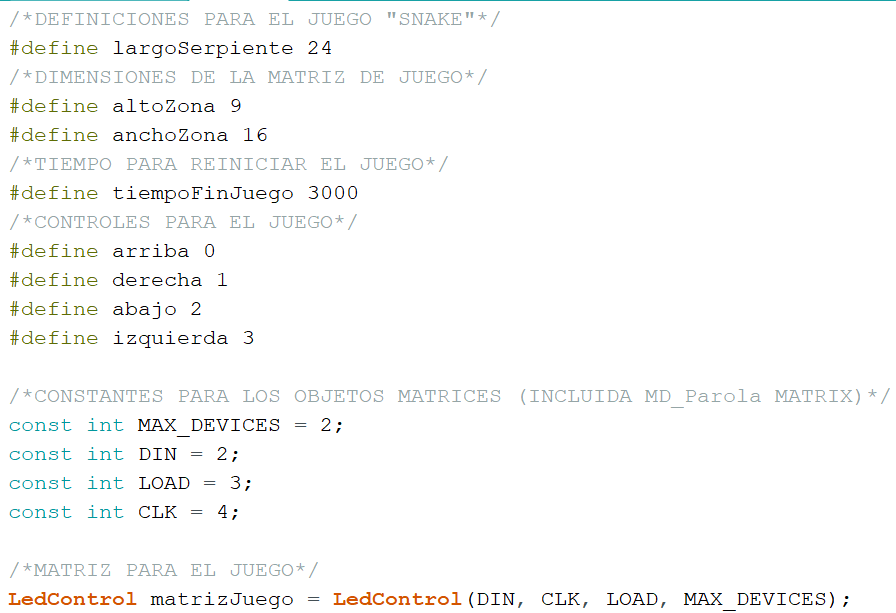 /*DEFINICIONES PARA EL JUEGO "SNAKE"*/
#define largoSerpiente 24
/*DIMENSIONES DE LA MATRIZ DE JUEGO*/
#define altoZona 9
#define anchoZona 16
/*TIEMPO PARA REINICIAR EL JUEGO*/
#define tiempoFinJuego 3000
/*CONTROLES PARA EL JUEGO*/
#define arriba 0
#define derecha 1
#define abajo 2
#define izquierda 3
/*CONSTANTES PARA LOS OBJETOS MATRICES (INCLUIDA MD_Parola MATRIX)*/
const int MAX_DEVICES = 2;
const int DIN = 2;
const int LOAD = 3;
const int CLK = 4;
/*MATRIZ PARA EL JUEGO*/
LedControl matrizJuego = LedControl(DIN, CLK, LOAD, MAX_DEVICES);